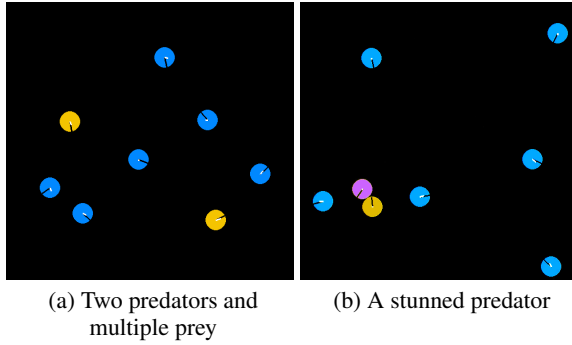 (a) Two predators and
multiple prey
(b) A stunned predator